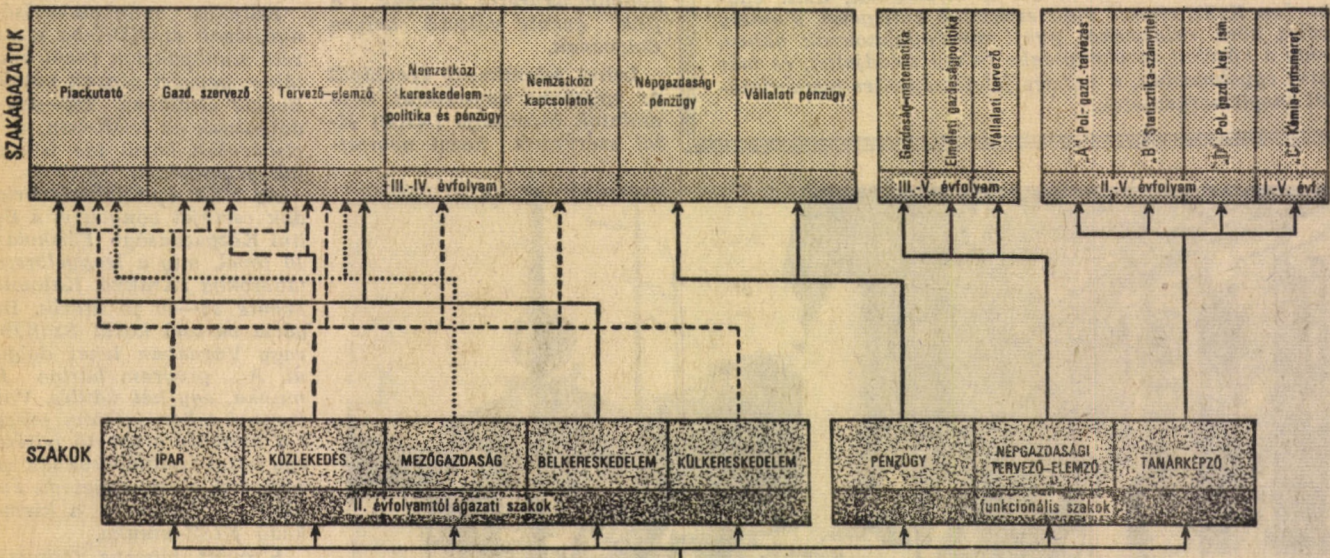 SZAKÁGAZATOK
Piackutató
Gazd. szervező
Tervező–elemző
Nemzetközi
kereskedelem-
politika és pénzügy
Nemzetközi
kapcsolatok
Népgazdasági
pénzügy
Vállalati pénzügy
III.-IV. évfolyam
Gazdaság-matematika
Elméleti gazdaságpolitika
Vállalati tervező
III.-V. évfolyam
„A” Pol.- gazd.-tervezés
„B” Statisztika-számvitel
„D” Pol. gazd.- ker. ism.
„C” Kémia-áruismeret
II.-V. évfolyam
I.-V. évf.
SZAKOK
IPAR
KÖZLEKEDÉS
MEZŐGAZDASÁG
BELKERESKEDELEM
KÜLKERESKEDELEM
II. évfolyamtól ágazati szakok
PÉNZÜGY
NÉPGAZDASÁGI
TERVEZŐ–ELEMZŐ
TANÁRKÉPZŐ
funkcionális szakok